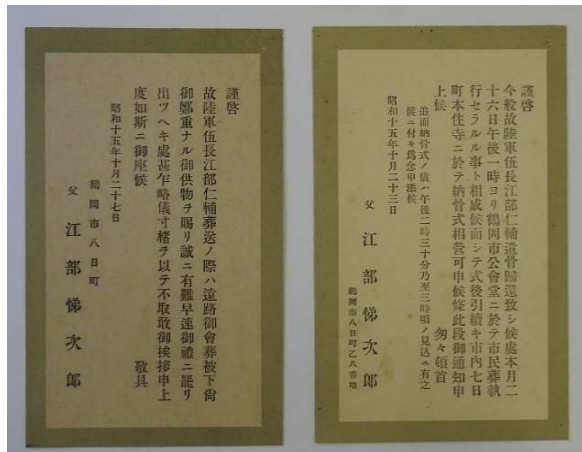 謹啓
今般故陸軍伍長江部仁輔遺骨歸還致シ候處本月二
十六日午後一時ヨリ鶴岡市公會堂ニ於テ市民葬執
行セラルル事ト相成候而シテ式後引續キ市内七日
町本住寺ニ於テ納骨式相営可申候條此段御通知申
上候
匆々頓首
追而納骨式ノ儀ハ午後二時三十分乃至三時頃ノ見込ニ有之
候ニ付キ爲念申添候
昭和十五年十月二十三日
鶴岡市八日町乙八番地
父 江部悌次郎
謹啓
故陸軍伍長江部仁輔葬送ノ際ハ遠路御會葬被下尙
御鄭重ナル御供物ヲ賜リ誠ニ有難早速御禮ニ罷リ
出ツヘキ處甚乍略儀寸楮ヲ以テ不取敢御挨拶申上
度如斯ニ御座候
敬具
昭和十五年十月二十七日
鶴岡市八日町
父 江部悌次郎